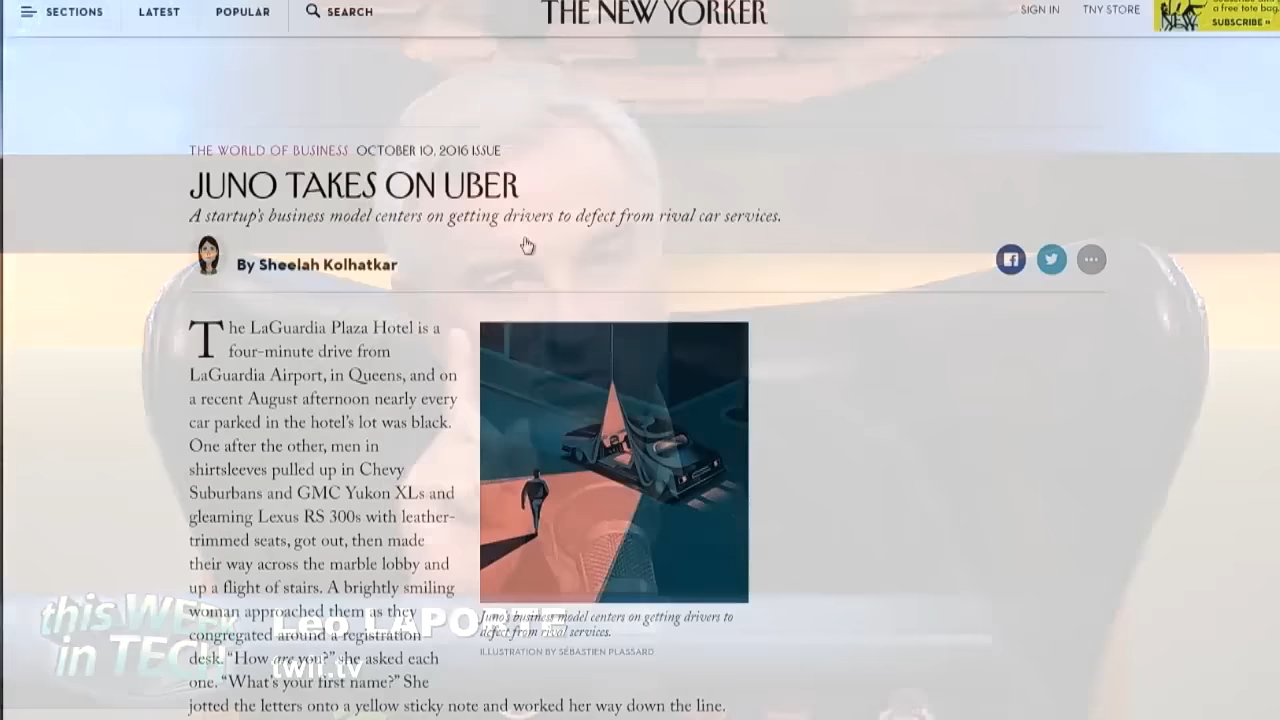 SECTIONS LATEST POPULAR SEARCH THE NEW YORKER SIGN IN TNY STORE
a free tote bag.
SUBSCRIBE »
THE WORLD OF BUSINESS OCTOBER 10, 2016 ISSUE
JUNO TAKES ON UBER
A startup's business model centers on getting drivers to defect from rival car services.
By Sheelah Kolhatkar
The LaGuardia Plaza Hotel is a
four-minute drive from
LaGuardia Airport, in Queens, and on
a recent August afternoon nearly every
car parked in the hotel's lot was black.
One after the other, men in
shirtsleeves pulled up in Chevy
Suburbans and GMC Yukon XLs and
gleaming Lexus RS 300s with leather-
trimmed seats, got out, then made
their way across the marble lobby and
up a flight of stairs. A brightly smiling
woman approached them as they
congregated around a registration
desk. "How are you?" she asked each
one. "What's your first name?" She
jotted the letters onto a yellow sticky note and worked her way down the line.
Juno's business model centers on getting drivers to
defect from rival services.
ILLUSTRATION BY SÉBASTIEN PLASSARD
this WEEK
in TECH
Leo LAPORTE
twit.tv